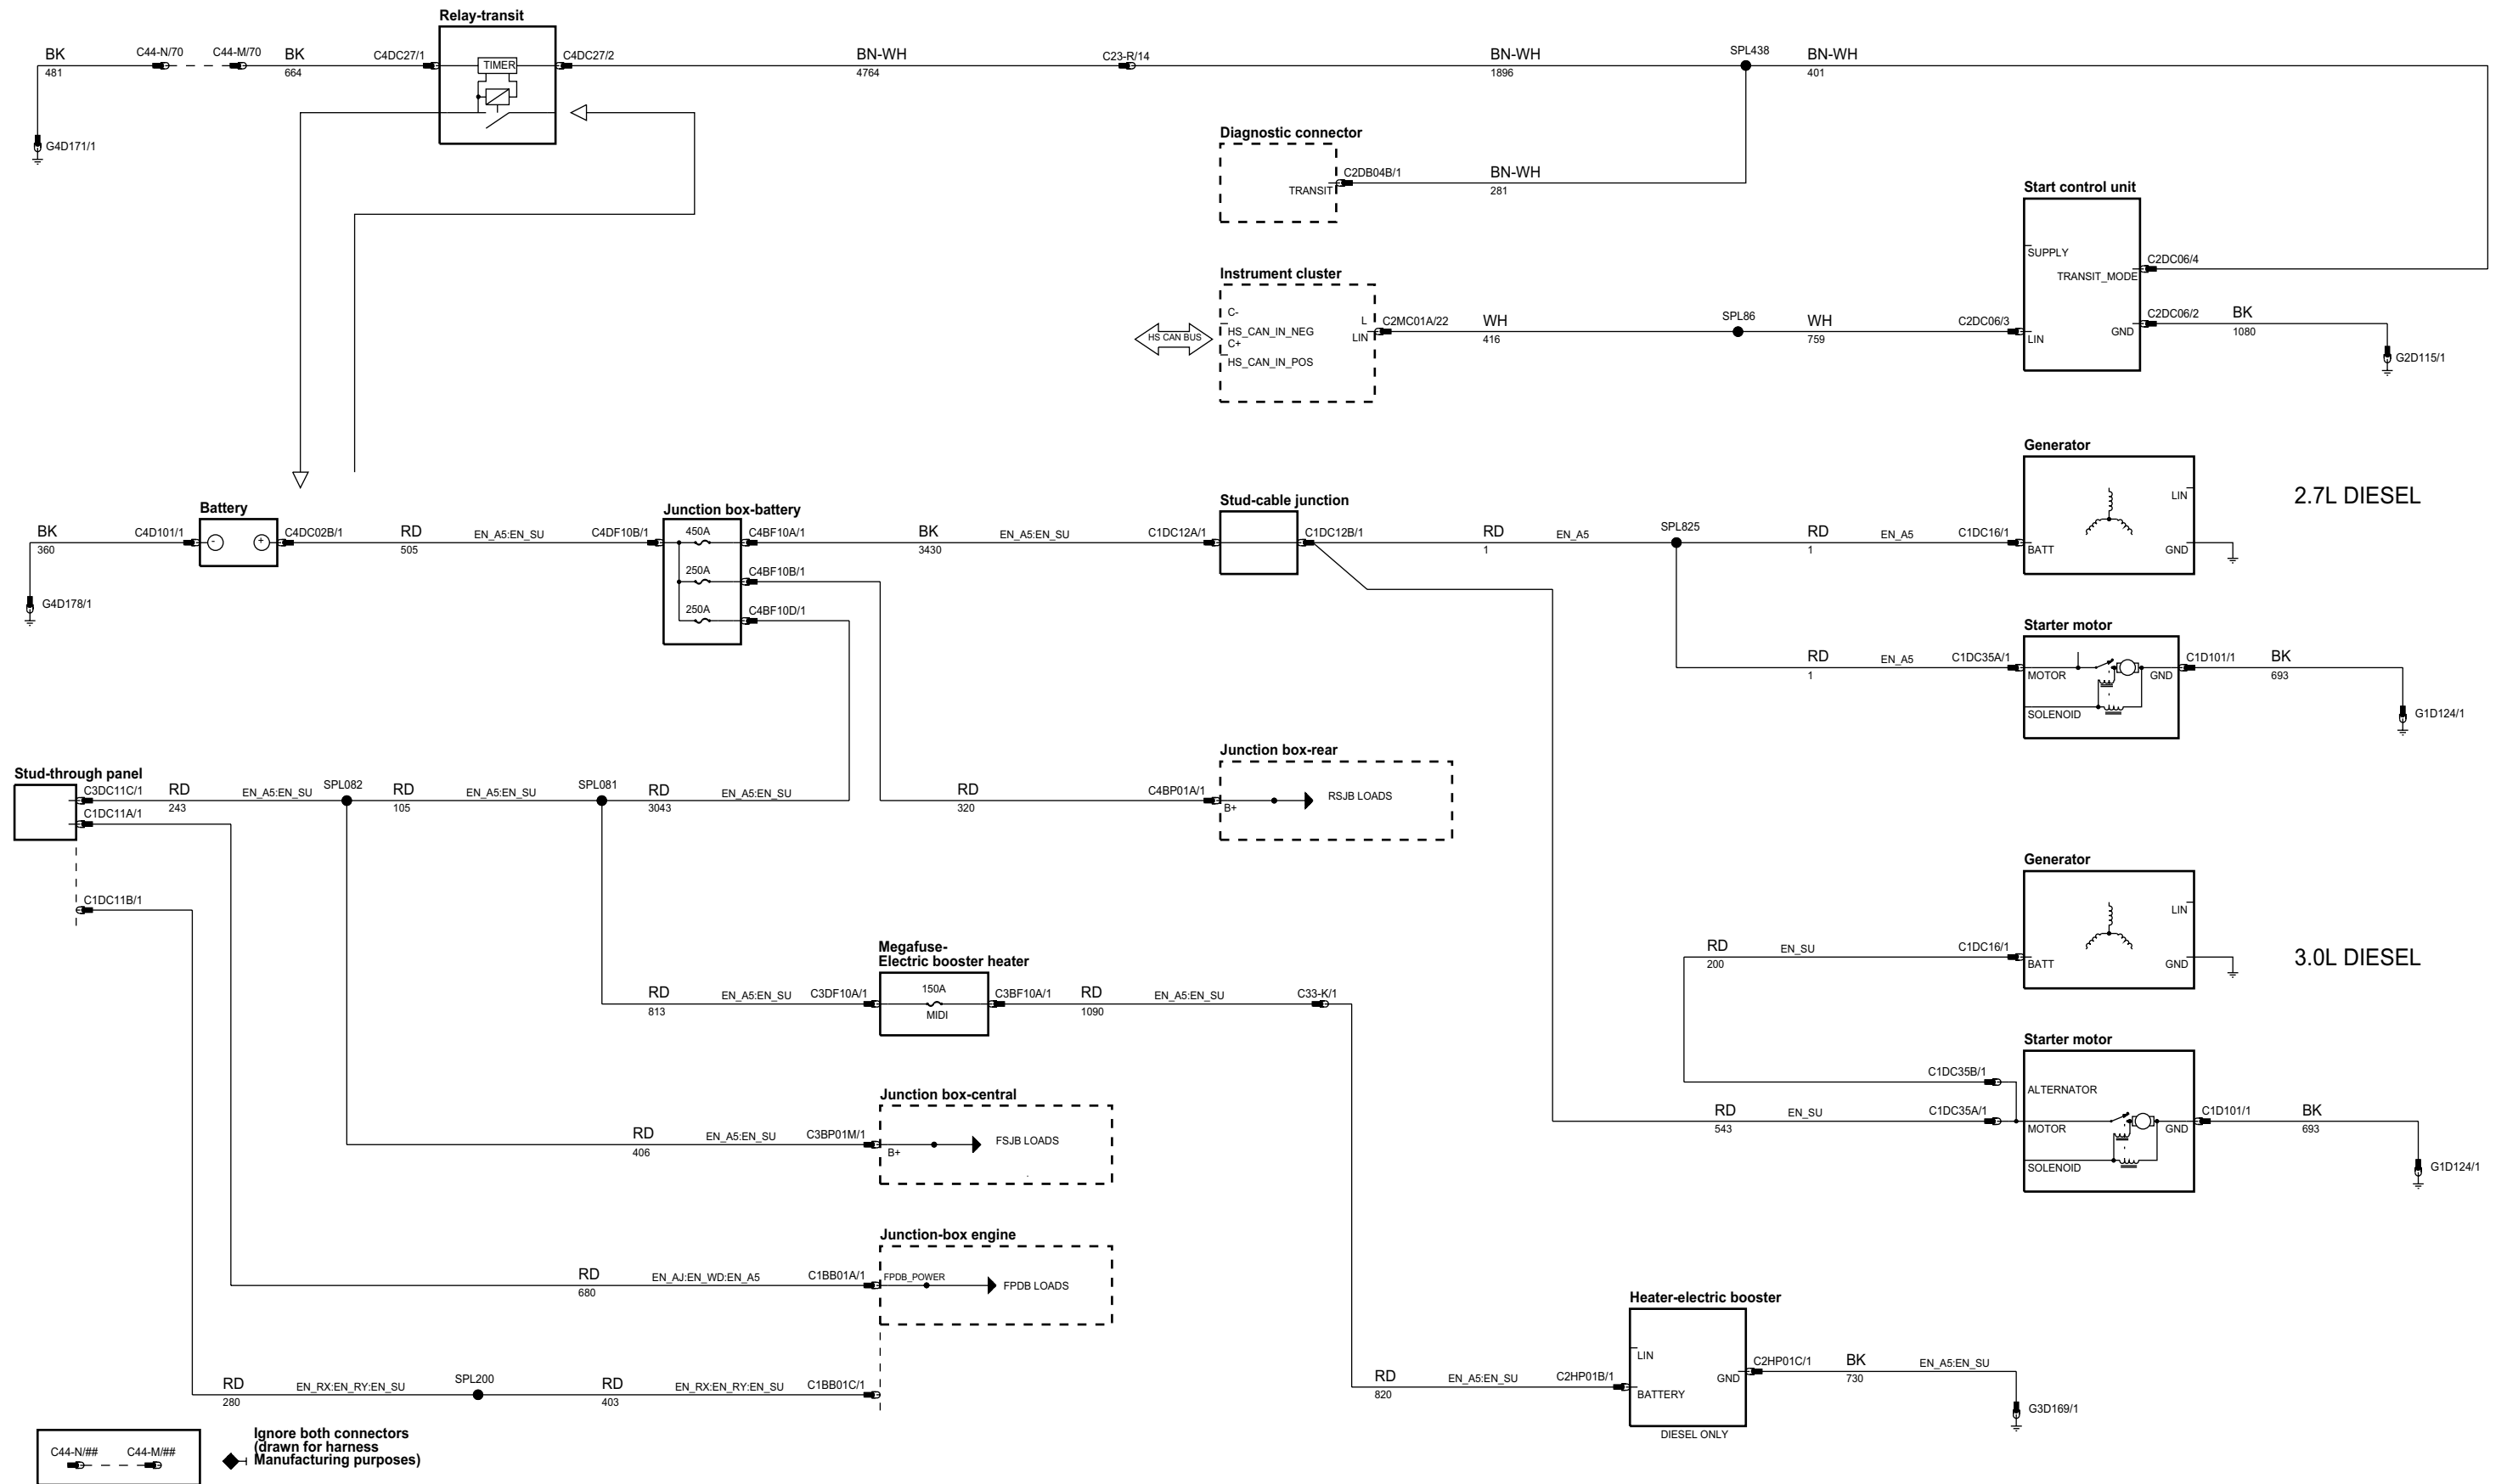 Relay-transit
BK
481
C44-N/70
C44-M/70
BK
664
C4DC27/1
TIMER
C4DC27/2
BN-WH
4764
C23-R/14
BN-WH
1896
SPL438
BN-WH
401
G4D171/1
Diagnostic connector
TRANSIT
C2DB04B/1
BN-WH
281
Start control unit
SUPPLY
TRANSIT_MODE
C2DC06/4
LIN
GND
C2DC06/2
BK
1080
G2D115/1
Instrument cluster
HS CAN BUS
C-
HS_CAN_IN_NEG
C+
HS_CAN_IN_POS
L
LIN
C2MC01A/22
WH
416
SPL86
WH
759
C2DC06/3
Battery
BK
360
C4D101/1
-
+
C4DC02B/1
RD
505
EN_A5:EN_SU
C4DF10B/1
G4D178/1
Junction box-battery
450A
C4BF10A/1
250A
C4BF10B/1
250A
C4BF10D/1
BK
3430
EN_A5:EN_SU
C1DC12A/1
Stud-cable junction
C1DC12B/1
RD
1
EN_A5
SPL825
RD
1
EN_A5
C1DC16/1
Generator
LIN
BATT
GND
2.7L DIESEL
Starter motor
RD
1
EN_A5
C1DC35A/1
MOTOR
GND
SOLENOID
C1D101/1
BK
693
G1D124/1
Junction box-rear
RD
320
C4BP01A/1
B+
RSJB LOADS
Stud-through panel
C3DC11C/1
RD
243
EN_A5:EN_SU
SPL082
RD
105
EN_A5:EN_SU
SPL081
RD
3043
EN_A5:EN_SU
C1DC11A/1
C1DC11B/1
Generator
LIN
BATT
GND
3.0L DIESEL
RD
200
EN_SU
C1DC16/1
Megafuse-
Electric booster heater
RD
813
EN_A5:EN_SU
C3DF10A/1
150A
MIDI
C3BF10A/1
RD
1090
EN_A5:EN_SU
C33-K/1
Starter motor
C1DC35B/1
ALTERNATOR
RD
543
EN_SU
C1DC35A/1
MOTOR
GND
SOLENOID
C1D101/1
BK
693
G1D124/1
Junction box-central
RD
406
EN_A5:EN_SU
C3BP01M/1
B+
FSJB LOADS
Junction-box engine
RD
680
EN_AJ:EN_WD:EN_A5
C1BB01A/1
FPDB_POWER
FPDB LOADS
RD
280
EN_RX:EN_RY:EN_SU
SPL200
RD
403
EN_RX:EN_RY:EN_SU
C1BB01C/1
Heater-electric booster
RD
820
EN_A5:EN_SU
C2HP01B/1
LIN
BATTERY
GND
C2HP01C/1
BK
730
EN_A5:EN_SU
G3D169/1
DIESEL ONLY
C44-N/##
C44-M/##
Ignore both connectors
(drawn for harness
Manufacturing purposes)